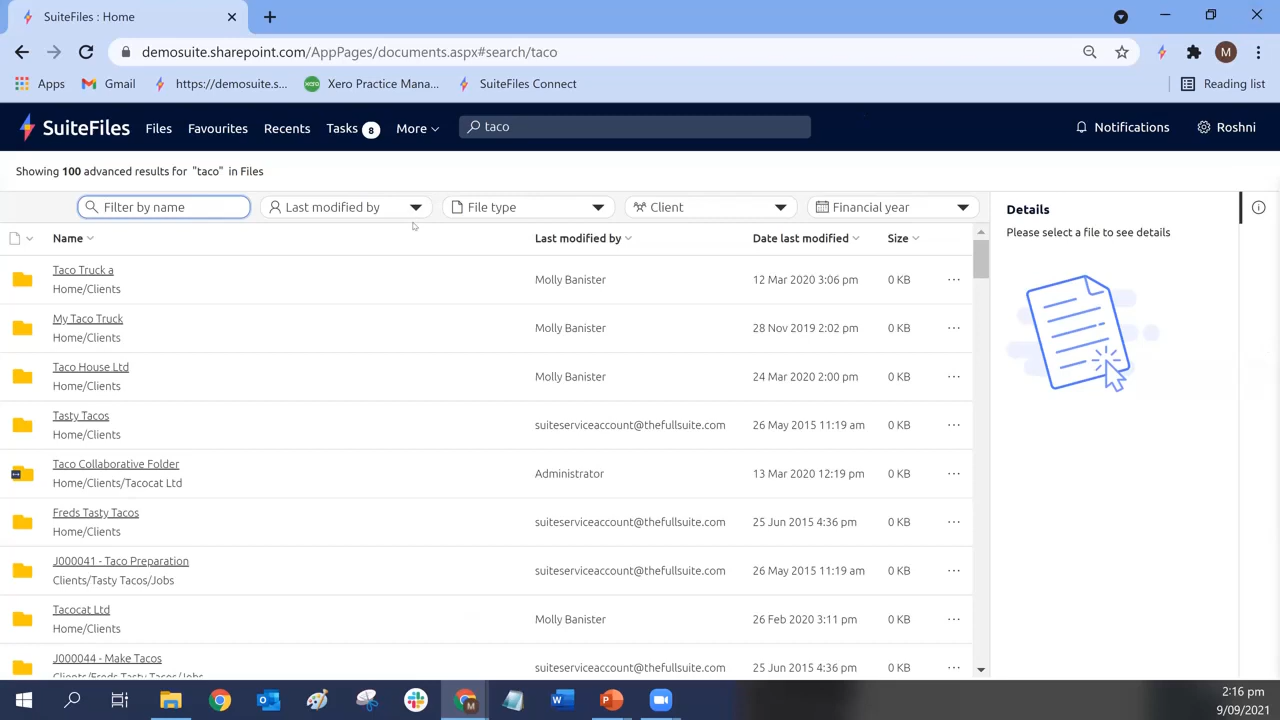 SuiteFiles : Home
demosuite.sharepoint.com/AppPages/documents.aspx#search/taco
M
Apps
Gmail
https://demosuite.s...
xero
Xero Practice Mana...
SuiteFiles Connect
Reading list
SuiteFiles
Files
Favourites
Recents
Tasks 8
More
taco
Notifications
Roshni
Showing 100 advanced results for "taco" in Files
Filter by name
Last modified by
File type
Client
Financial year
Details
Please select a file to see details
Name
Last modified by
Date last modified
Size
Taco Truck a
Home/Clients
Molly Banister
12 Mar 2020 3:06 pm
0 KB
My Taco Truck
Home/Clients
Molly Banister
28 Nov 2019 2:02 pm
0 KB
Taco House Ltd
Home/Clients
Molly Banister
24 Mar 2020 2:00 pm
0 KB
Tasty Tacos
Home/Clients
suiteserviceaccount@thefullsuite.com
26 May 2015 11:19 am
0 KB
Taco Collaborative Folder
Home/Clients/Tacocat Ltd
Administrator
13 Mar 2020 12:19 pm
0 KB
Freds Tasty Tacos
Home/Clients
suiteserviceaccount@thefullsuite.com
25 Jun 2015 4:36 pm
0 KB
J000041 - Taco Preparation
Clients/Tasty Tacos/Jobs
suiteserviceaccount@thefullsuite.com
26 May 2015 11:19 am
0 KB
Tacocat Ltd
Home/Clients
Molly Banister
26 Feb 2020 3:11 pm
0 KB
J000044 - Make Tacos
Clients/Freds Tasty Tacos/Jobs
suiteserviceaccount@thefullsuite.com
25 Jun 2015 4:36 pm
0 KB
2:16 pm
9/09/2021